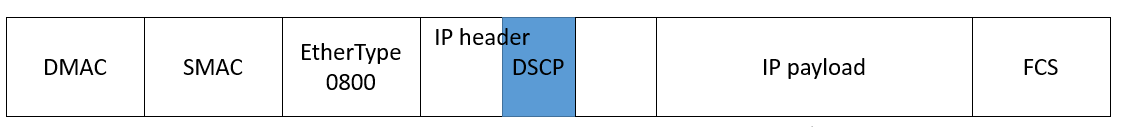 DMAC
SMAC
EtherType
0800
IP header
DSCP
IP payload
FCS